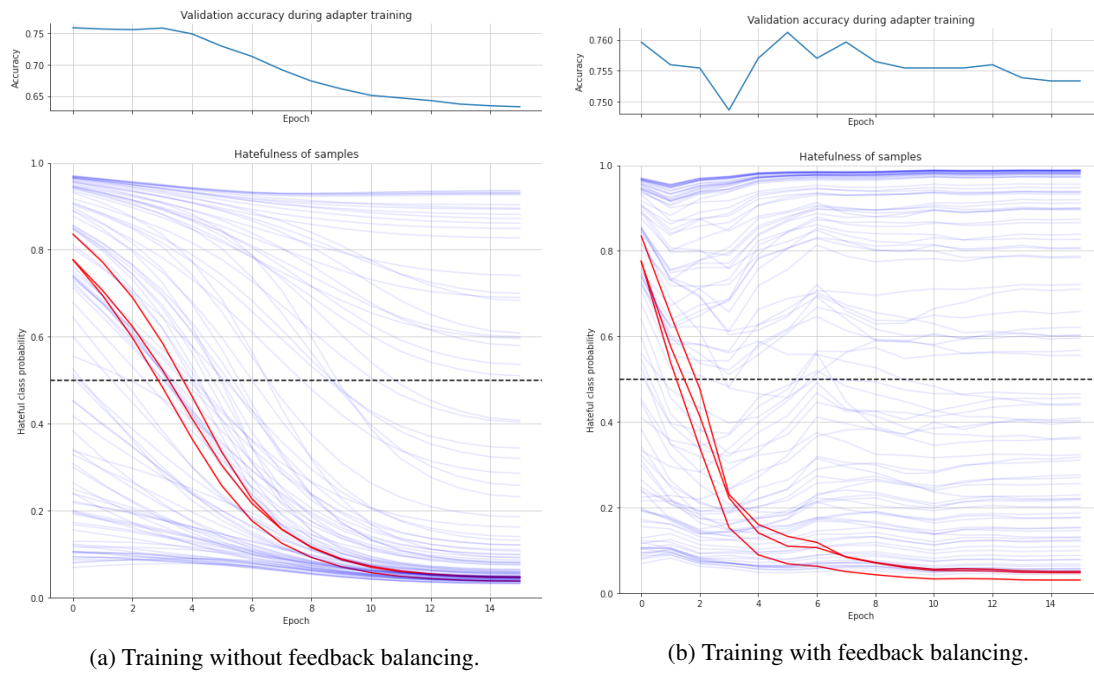 Validation accuracy during adapter training
0.75
0.70
0.65
Accuracy
Epoch
Hatefulness of samples
1.0
0.8
0.6
0.4
0.2
0.0
Hateful class probability
0 2 4 6 8 10 12 14
Epoch
(a) Training without feedback balancing.
Validation accuracy during adapter training
0.760
0.755
0.750
Accuracy
Epoch
Hatefulness of samples
1.0
0.8
0.6
0.4
0.2
0.0
Hateful class probability
0 2 4 6 8 10 12 14
Epoch
(b) Training with feedback balancing.